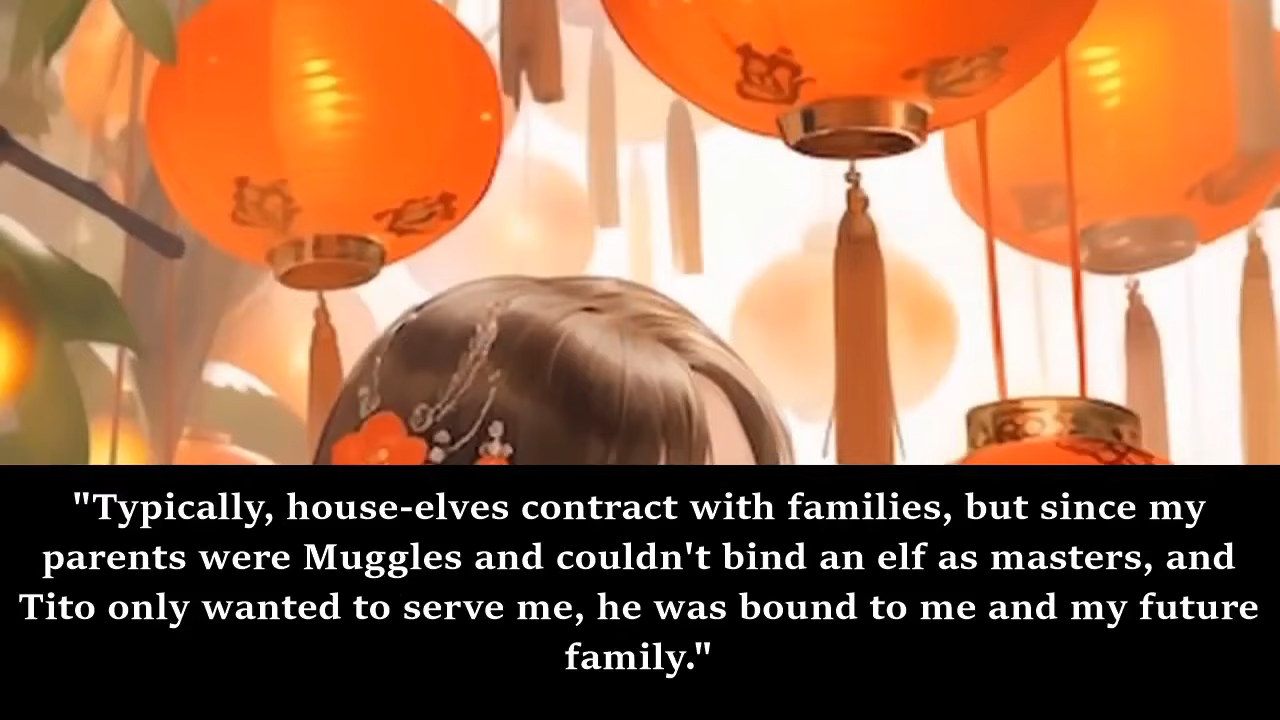 "Typically, house-elves contract with families, but since my
parents were Muggles and couldn't bind an elf as masters, and
Tito only wanted to serve me, he was bound to me and my future
family."